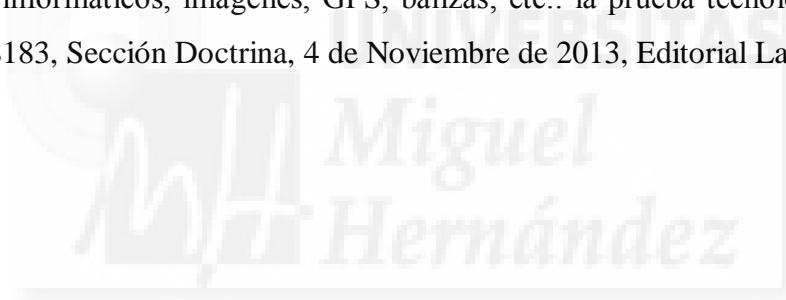 informáticos, imágenes, GPS, balizas, etc.: la prueba
183, Sección Doctrina, 4 de Noviembre de 2013, Editorial La
UNIVERSITAS
Miguel
Hernández